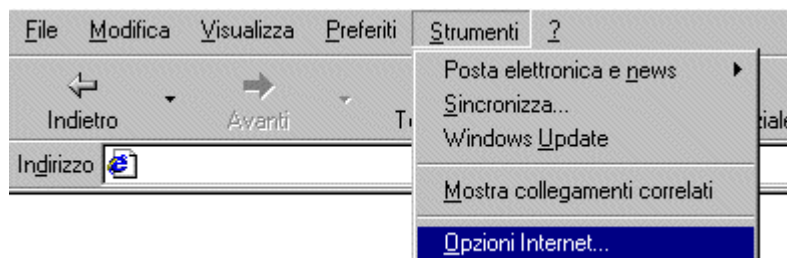 File Modifica Visualizza Preferiti Strumenti ?
Posta elettronica e news
Sincronizza...
Windows Update
Mostra collegamenti correlati
Opzioni Internet...
Indietro Avanti
Indirizzo